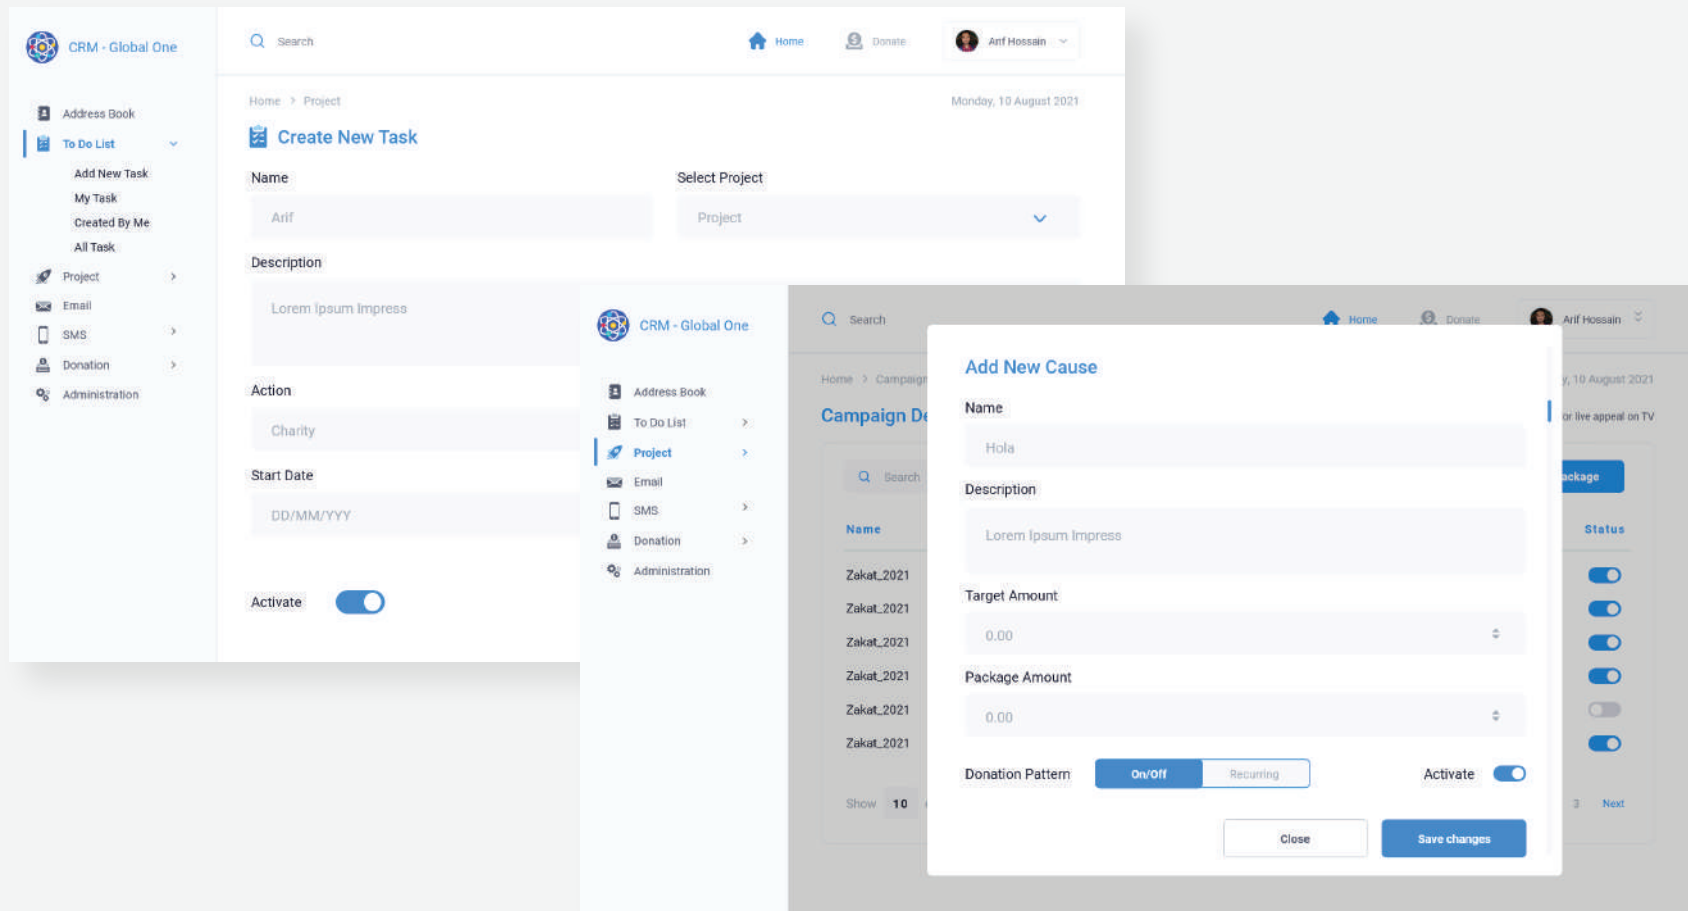 CRM - Global One
Search
Home
Donate
Arif Hossain
Address Book
To Do List
Add New Task
My Task
Created By Me
All Task
Project
Email
SMS
Donation
Administration
Home > Project
Monday, 10 August 2021
Create New Task
Name
Select Project
Arif
Project
Description
Lorem Ipsum Impress
Action
Charity
Start Date
DD/MM/YYY
Activate
CRM - Global One
Address Book
To Do List
Project
Email
SMS
Donation
Administration
Search
Home
Donate
Arif Hossain
Home > Campaign
y, 10 August 2021
Campaign De
or live appeal on TV
Search
ackage
Name
Status
Zakat_2021
Zakat_2021
Zakat_2021
Zakat_2021
Zakat_2021
Zakat_2021
Show 10
3 Next
Add New Cause
Name
Hola
Description
Lorem Ipsum Impress
Target Amount
0.00
Package Amount
0.00
Donation Pattern
On/Off
Recurring
Activate
Close
Save changes